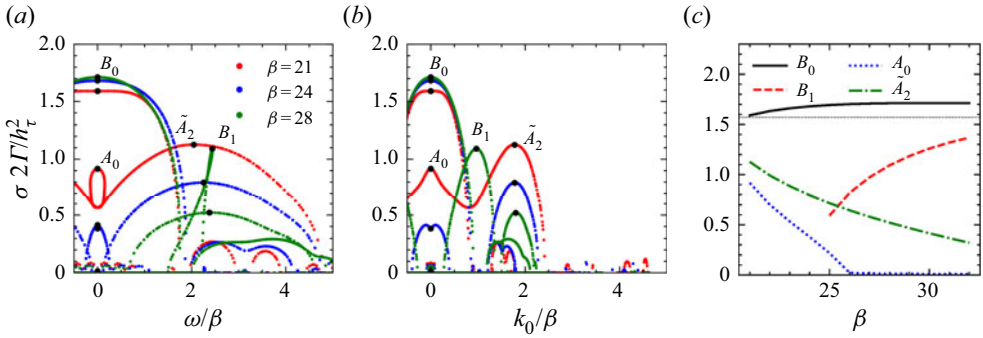 (a) (b) (c)
2.0 2.0
B₀ B₀ B₀ A₀
β = 21 2.0 B₁ Ã₂
1.5 β = 24 1.5
β = 28 B₁ 1.5
σ 2Γ/h²τ Ã₂ B₁ Ã₂
1.0 A₀ 1.0 A₀ 1.0
0.5 0.5 0.5
0 0 0
0 2 4 0 2 4 25 30
ω/β k₀/β β